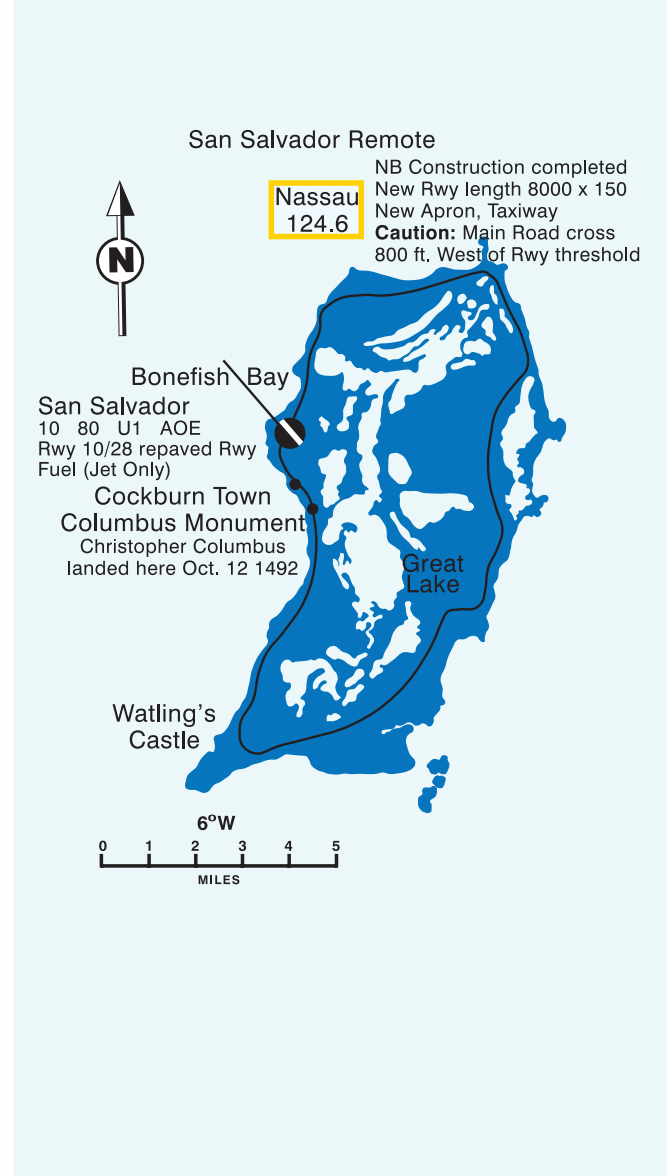 San Salvador Remote
Nassau
124.6
NB Construction completed
New Rwy length 8000 x 150
New Apron, Taxiway
Caution: Main Road cross
800 ft. West of Rwy threshold
N
Bonefish Bay
San Salvador
10 80 U1 AOE
Rwy 10/28 repaved Rwy
Fuel (Jet Only)
Cockburn Town
Columbus Monument
Christopher Columbus
landed here Oct. 12 1492
Great
Lake
Watling's
Castle
6°W
0 1 2 3 4 5
MILES